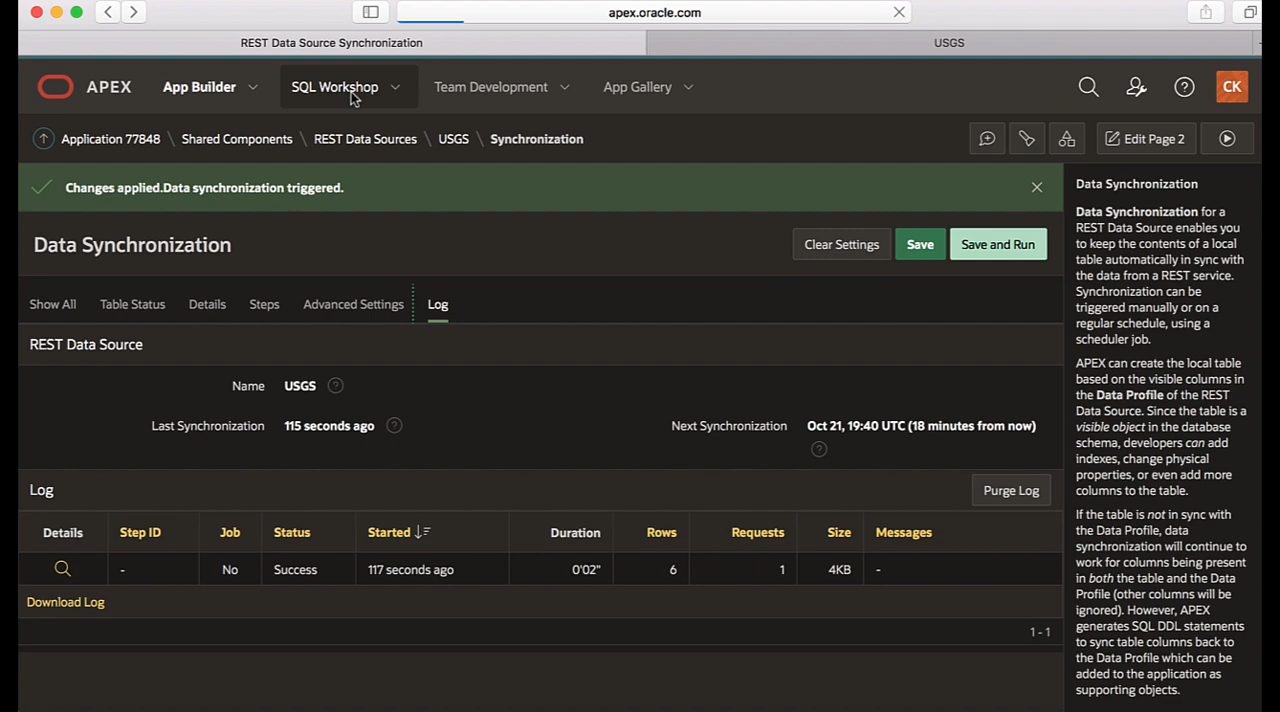 apex.oracle.com
REST Data Source Synchronization
USGS
APEX
App Builder
SQL Workshop
Team Development
App Gallery
CK
Application 77848 \ Shared Components \ REST Data Sources \ USGS \ Synchronization
Edit Page 2
Changes applied.Data synchronization triggered.
Data Synchronization
Clear Settings
Save
Save and Run
Show All
Table Status
Details
Steps
Advanced Settings
Log
REST Data Source
Name
USGS
Last Synchronization
115 seconds ago
Next Synchronization
Oct 21, 19:40 UTC (18 minutes from now)
Log
Purge Log
Details Step ID Job Status Started Duration Rows Requests Size Messages
- No Success 117 seconds ago 0'02" 6 1 4KB -
Download Log
1 - 1
Data Synchronization
Data Synchronization for a
REST Data Source enables you
to keep the contents of a local
table automatically in sync with
the data from a REST service.
Synchronization can be
triggered manually or on a
regular schedule, using a
scheduler job.
APEX can create the local table
based on the visible columns in
the Data Profile of the REST
Data Source. Since the table is a
visible object in the database
schema, developers can add
indexes, change physical
properties, or even add more
columns to the table.
If the table is not in sync with
the Data Profile, data
synchronization will continue to
work for columns being present
in both the table and the Data
Profile (other columns will be
ignored). However, APEX
generates SQL DDL statements
to sync table columns back to
the Data Profile which can be
added to the application as
supporting objects.